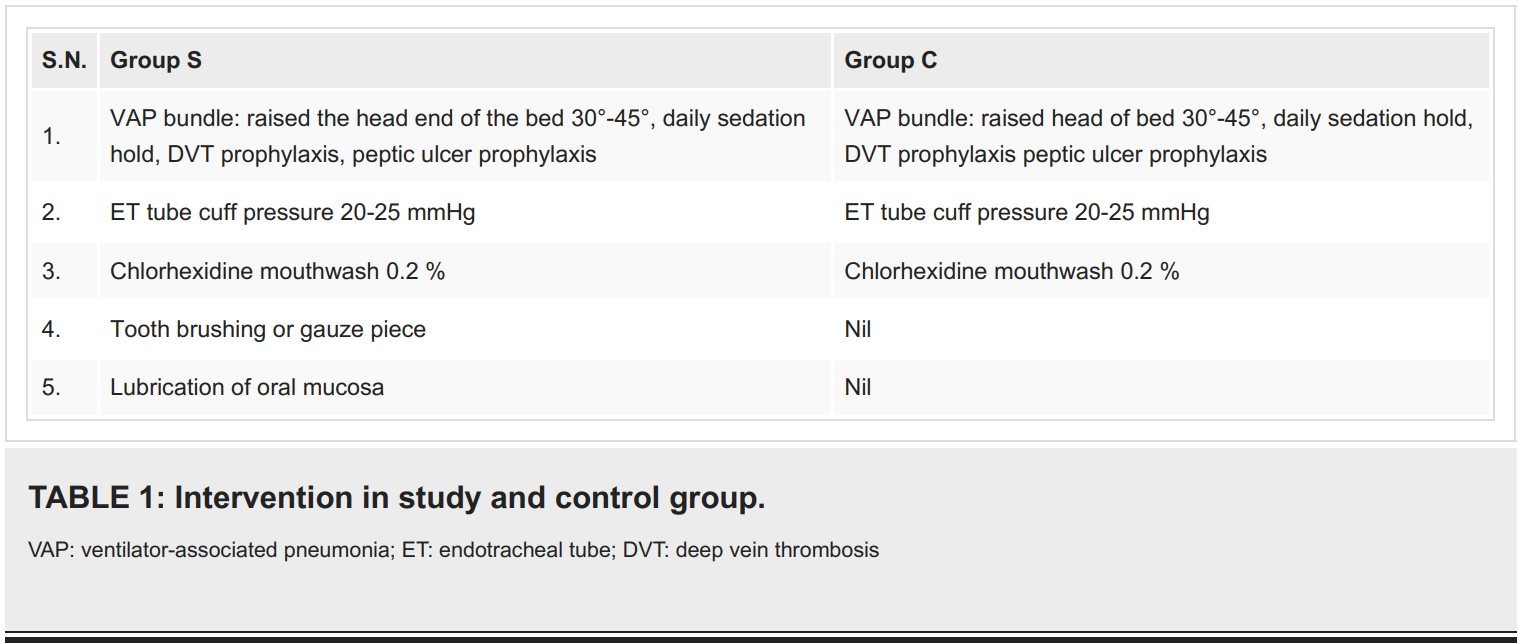 S.N. Group S Group C
1. VAP bundle: raised the head end of the bed 30°-45°, daily sedation hold, DVT prophylaxis, peptic ulcer prophylaxis VAP bundle: raised head of bed 30°-45°, daily sedation hold, DVT prophylaxis peptic ulcer prophylaxis
2. ET tube cuff pressure 20-25 mmHg ET tube cuff pressure 20-25 mmHg
3. Chlorhexidine mouthwash 0.2 % Chlorhexidine mouthwash 0.2 %
4. Tooth brushing or gauze piece Nil
5. Lubrication of oral mucosa Nil
TABLE 1: Intervention in study and control group.
VAP: ventilator-associated pneumonia; ET: endotracheal tube; DVT: deep vein thrombosis